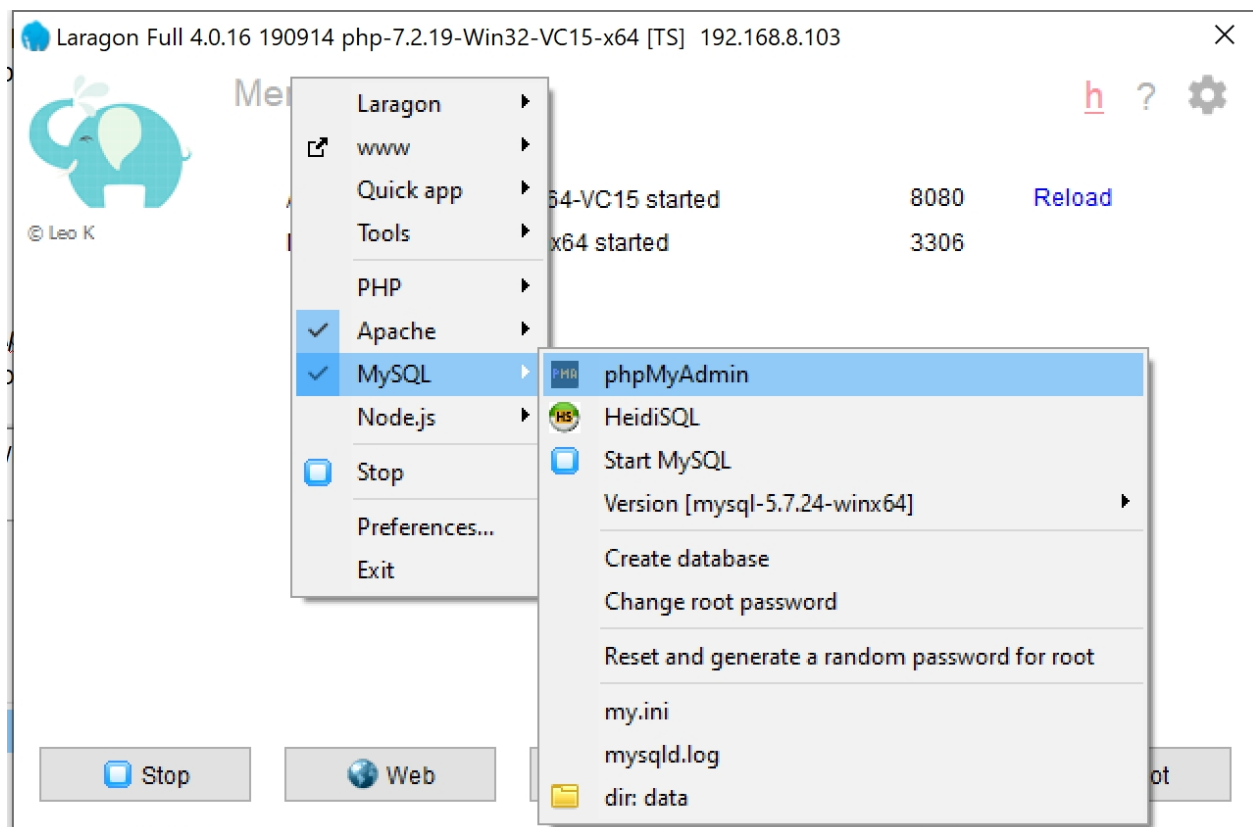 Laragon Full 4.0.16 190914 php-7.2.19-Win32-VC15-x64 [TS] 192.168.8.103
h ?
© Leo K
Laragon
www
Quick app
Tools
PHP
Apache
MySQL
Node.js
Stop
Preferences...
Exit
64-VC15 started 8080 Reload
x64 started 3306
PMA phpMyAdmin
HS HeidiSQL
Start MySQL
Version [mysql-5.7.24-winx64]
Create database
Change root password
Reset and generate a random password for root
my.ini
mysqld.log
dir: data
Stop
Web